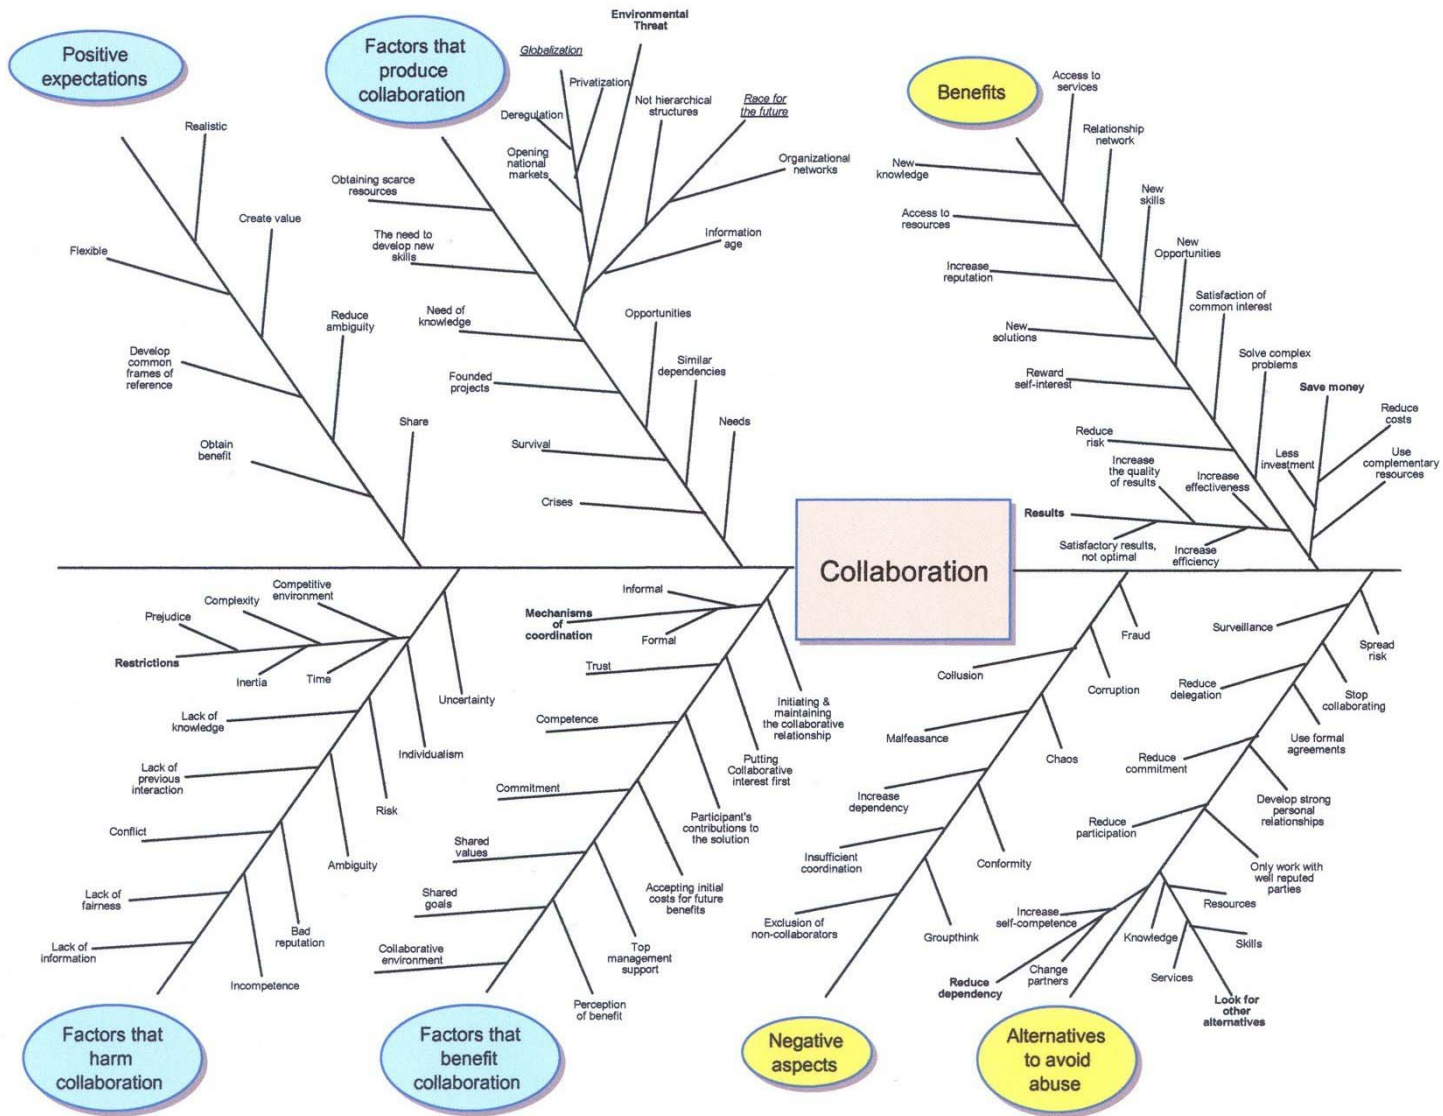 Positive
expectations
Realistic
Create value
Flexible
Reduce
ambiguity
Develop
common
frames of
reference
Obtain
benefit
Share
Factors that
produce
collaboration
Environmental
Threat
Globalization
Privatization
Deregulation
Opening
national
markets
Not hierarchical
structures
Race for
the future
Organizational
networks
Information
age
Obtaining scarce
resources
The need to
develop new
skills
Need of
knowledge
Founded
projects
Survival
Crises
Opportunities
Similar
dependencies
Needs
Benefits
Access to
services
Relationship
network
New
knowledge
New
skills
Access to
resources
New
Opportunities
Increase
reputation
Satisfaction of
common interest
New
solutions
Solve complex
problems
Reward
self-interest
Save money
Reduce
costs
Reduce
risk
Less
investment
Use
complementary
resources
Increase
the quality
of results
Increase
effectiveness
Results
Satisfactory results,
not optimal
Increase
efficiency
Collaboration
Competitive
environment
Complexity
Prejudice
Restrictions
Inertia
Time
Uncertainty
Lack of
knowledge
Individualism
Lack of
previous
interaction
Risk
Conflict
Ambiguity
Lack of
fairness
Bad
reputation
Lack of
information
Incompetence
Factors that
harm
collaboration
Informal
Mechanisms
of
coordination
Formal
Trust
Initiating &
maintaining
the collaborative
relationship
Competence
Putting
Collaborative
interest first
Commitment
Participant's
contributions to
the solution
Shared
values
Accepting initial
costs for future
benefits
Shared
goals
Top
management
support
Collaborative
environment
Perception
of benefit
Factors that
benefit
collaboration
Fraud
Collusion
Corruption
Malfeasance
Chaos
Increase
dependency
Insufficient
coordination
Conformity
Exclusion of
non-collaborators
Groupthink
Negative
aspects
Surveillance
Spread
risk
Reduce
delegation
Stop
collaborating
Use formal
agreements
Reduce
commitment
Develop strong
personal
relationships
Reduce
participation
Only work with
well reputed
parties
Increase
self-competence
Resources
Knowledge
Skills
Change
partners
Services
Reduce
dependency
Look for
other
alternatives
Alternatives
to avoid
abuse